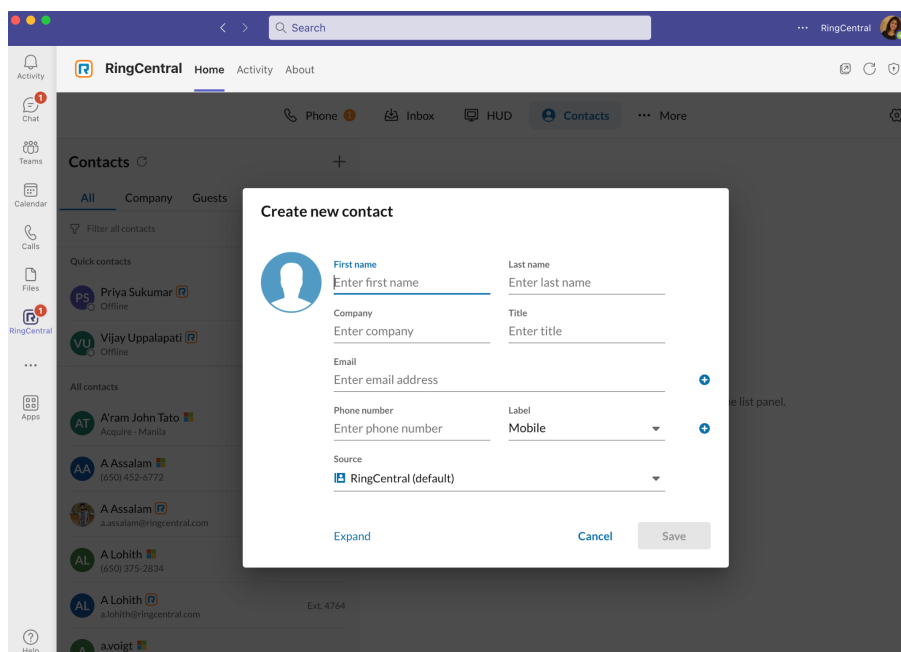 Search
RingCentral
Activity
Chat
1
Teams
Calendar
Calls
Files
RingCentral
1
Apps
Help
RingCentral Home Activity About
Phone 1 Inbox HUD Contacts More
Contacts
All Company Guests
Filter all contacts
Quick contacts
PS Priya Sukumar
Offline
VU Vijay Uppalapati
Offline
All contacts
AT A'ram John Tato
Acquire - Manila
AA A Assalam
(650) 452-6772
A Assalam
a.assalam@ringcentral.com
AL A Lohith
(650) 375-2834
AL A Lohith
a.lohith@ringcentral.com
Ext. 4764
a.voigt
e list panel.
Create new contact
First name Last name
Enter first name Enter last name
Company Title
Enter company Enter title
Email
Enter email address
Phone number Label
Enter phone number Mobile
Source
RingCentral (default)
Expand Cancel Save